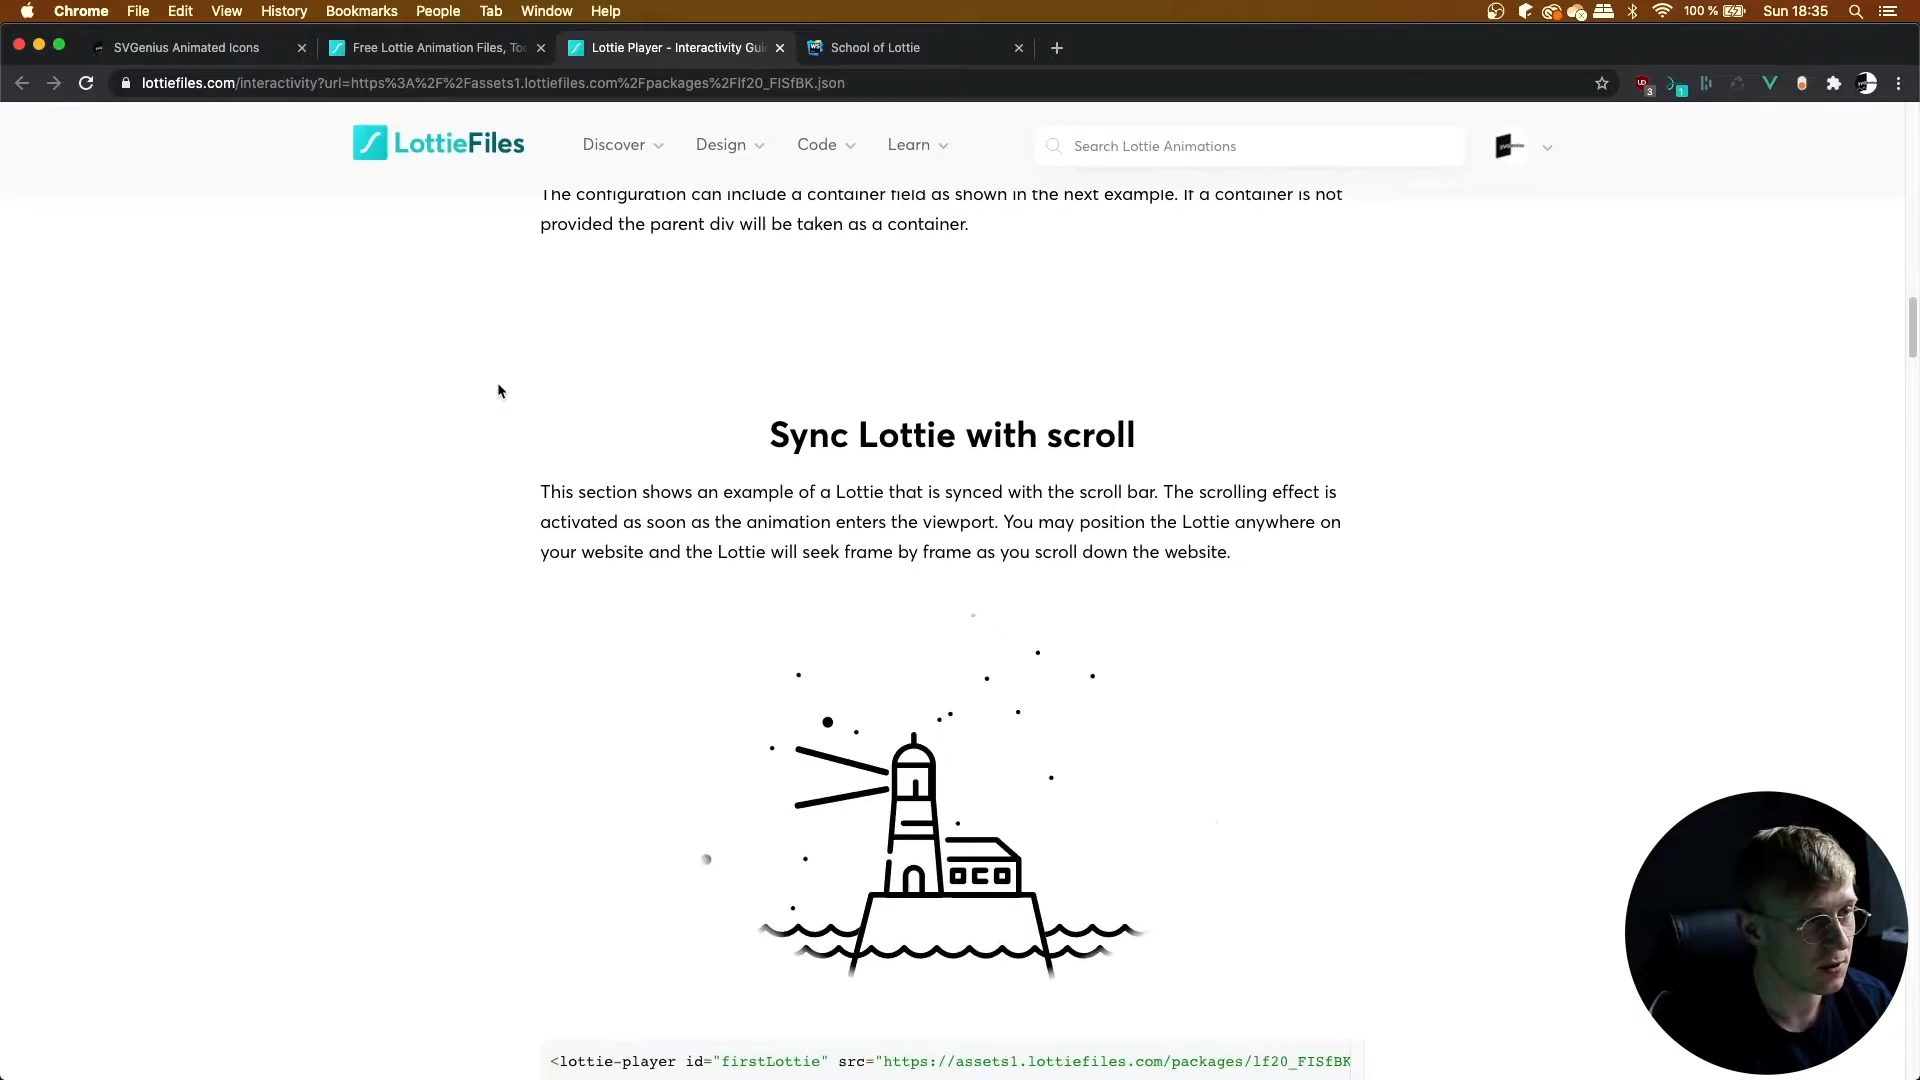 Chrome File Edit View History Bookmarks People Tab Window Help 100 % Sun 18:35
SVGenius Animated Icons Free Lottie Animation Files, Too Lottie Player - Interactivity Gui School of Lottie
lottiefiles.com/interactivity?url=https%3A%2F%2Fassets1.lottiefiles.com%2Fpackages%2Flf20_FISfBK.json
LottieFiles Discover Design Code Learn Search Lottie Animations
The configuration can include a container field as shown in the next example. If a container is not
provided the parent div will be taken as a container.
Sync Lottie with scroll
This section shows an example of a Lottie that is synced with the scroll bar. The scrolling effect is
activated as soon as the animation enters the viewport. You may position the Lottie anywhere on
your website and the Lottie will seek frame by frame as you scroll down the website.
<lottie-player id="firstLottie" src="https://assets1.lottiefiles.com/packages/lf20_FISfBK